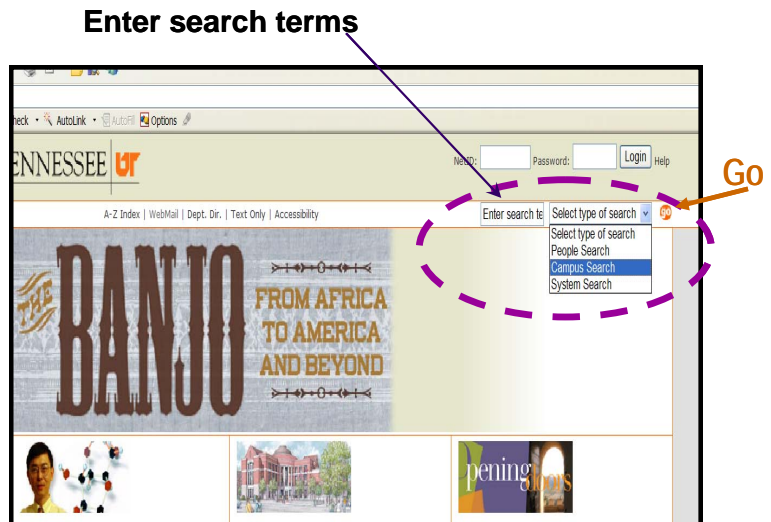 Enter search terms
heck AutoLink AutoFill Options
ENNESSEE UT
NetID: Password: Login Help
Go
A-Z Index | WebMail | Dept. Dir. | Text Only | Accessibility
Enter search te Select type of search go
Select type of search
People Search
Campus Search
System Search
THE BANJO
FROM AFRICA
TO AMERICA
AND BEYOND
pening doors